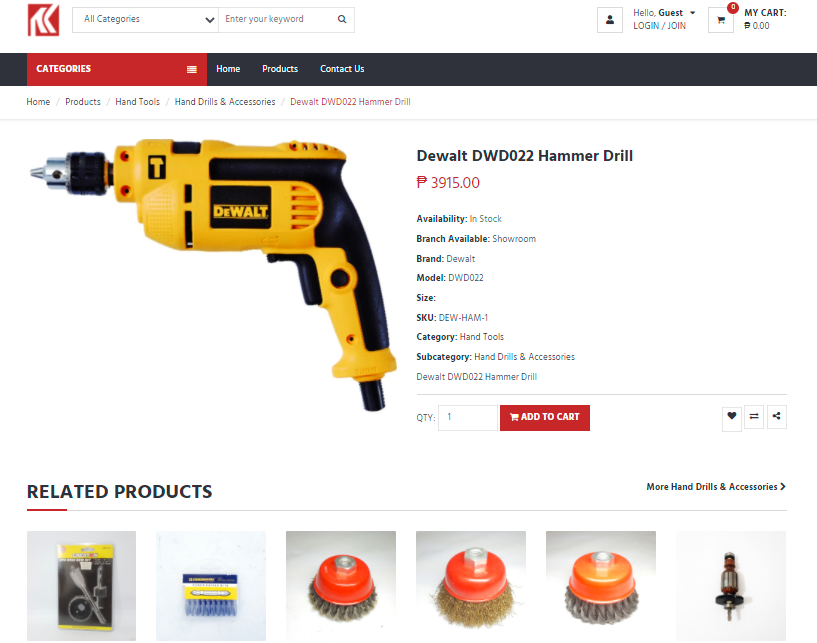 All Categories
Enter your keyword
Hello, Guest
LOGIN / JOIN
0
MY CART:
₱ 0.00
CATEGORIES
Home
Products
Contact Us
Home / Products / Hand Tools / Hand Drills & Accessories / Dewalt DWD022 Hammer Drill
DEWALT
Dewalt DWD022 Hammer Drill
₱ 3915.00
Availability: In Stock
Branch Available: Showroom
Brand: Dewalt
Model: DWD022
Size:
SKU: DEW-HAM-1
Category: Hand Tools
Subcategory: Hand Drills & Accessories
Dewalt DWD022 Hammer Drill
QTY: 1 ADD TO CART
RELATED PRODUCTS
More Hand Drills & Accessories